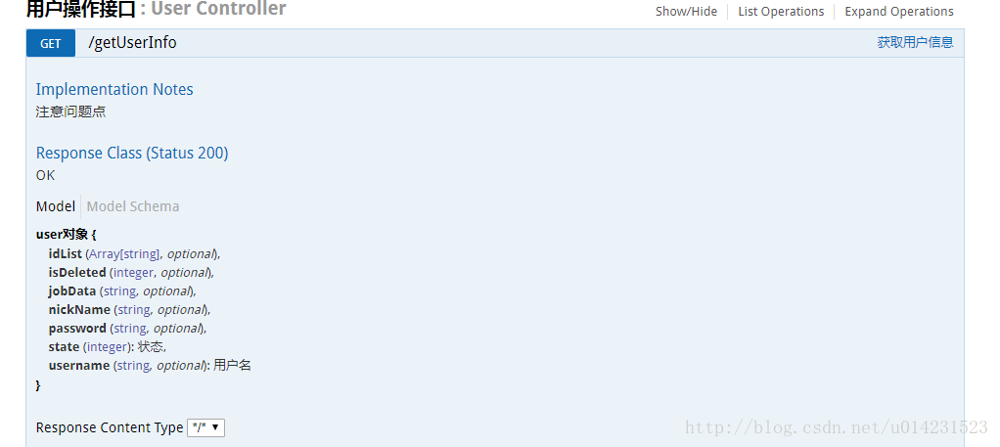 用户操作接口 : User Controller
Show/Hide List Operations Expand Operations
GET /getUserInfo 获取用户信息
Implementation Notes
注意问题点
Response Class (Status 200)
OK
Model Model Schema
user对象 {
idList (Array[string], optional),
isDeleted (integer, optional),
jobData (string, optional),
nickName (string, optional),
password (string, optional),
state (integer): 状态,
username (string, optional): 用户名
}
Response Content Type */*
http://blog.csdn.net/u014231523